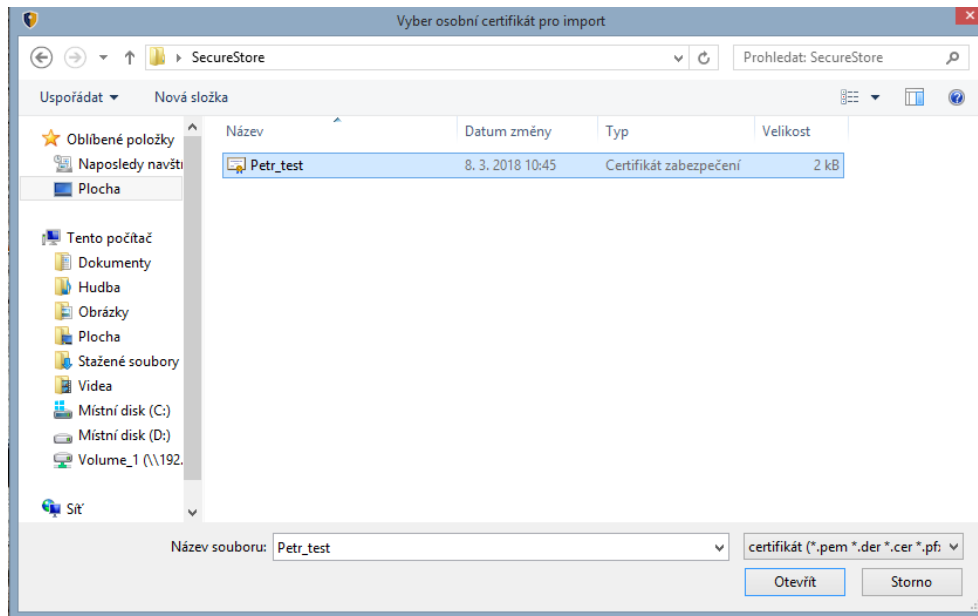 Vyber osobní certifikát pro import
SecureStore
Prohledat: SecureStore
Uspořádat
Nová složka
Oblíbené položky
Naposledy navští
Plocha
Tento počítač
Dokumenty
Hudba
Obrázky
Plocha
Stažené soubory
Videa
Místní disk (C:)
Místní disk (D:)
Volume_1 (\\192.
Síť
Název Datum změny Typ Velikost
Petr_test 8. 3. 2018 10:45 Certifikát zabezpečení 2 kB
Název souboru: Petr_test
certifikát (*.pem *.der *.cer *.pf
Otevřít Storno